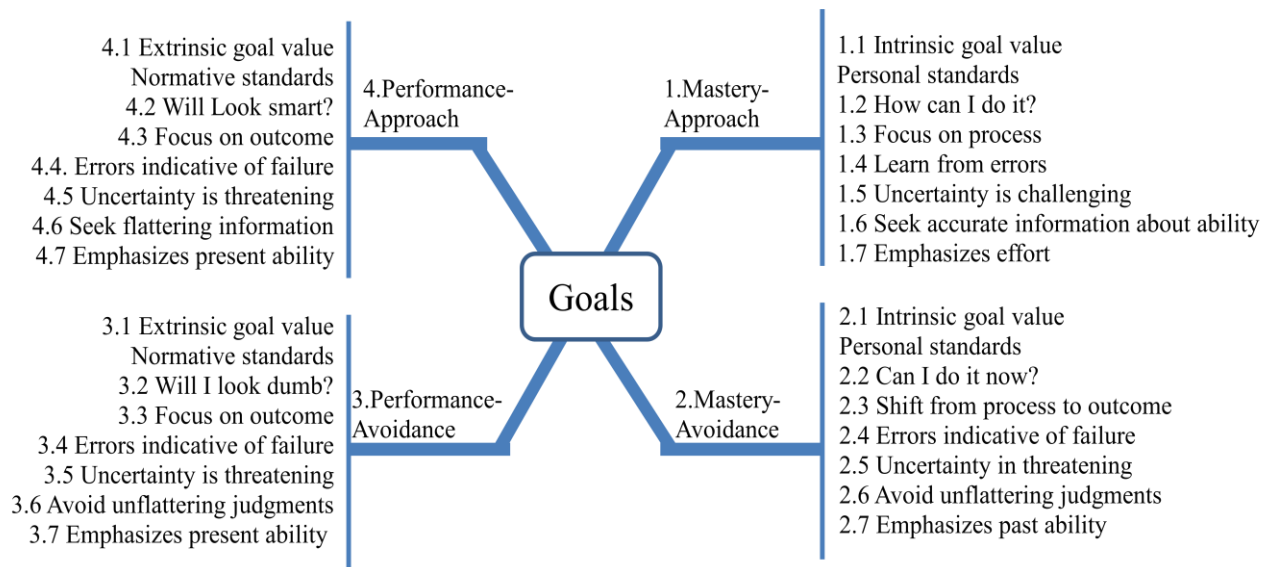 4.1 Extrinsic goal value
Normative standards
4.2 Will Look smart?
4.3 Focus on outcome
4.4. Errors indicative of failure
4.5 Uncertainty is threatening
4.6 Seek flattering information
4.7 Emphasizes present ability
4.Performance-
Approach
1.Mastery-
Approach
1.1 Intrinsic goal value
Personal standards
1.2 How can I do it?
1.3 Focus on process
1.4 Learn from errors
1.5 Uncertainty is challenging
1.6 Seek accurate information about ability
1.7 Emphasizes effort
Goals
3.1 Extrinsic goal value
Normative standards
3.2 Will I look dumb?
3.3 Focus on outcome
3.4 Errors indicative of failure
3.5 Uncertainty is threatening
3.6 Avoid unflattering judgments
3.7 Emphasizes present ability
3.Performance-
Avoidance
2.Mastery-
Avoidance
2.1 Intrinsic goal value
Personal standards
2.2 Can I do it now?
2.3 Shift from process to outcome
2.4 Errors indicative of failure
2.5 Uncertainty in threatening
2.6 Avoid unflattering judgments
2.7 Emphasizes past ability